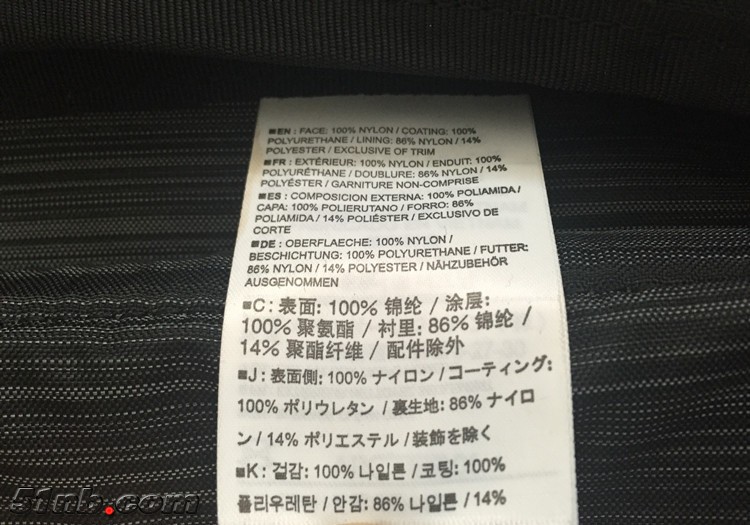 ■EN : FACE: 100% NYLON / COATING: 100%
POLYURETHANE / LINING: 86% NYLON / 14%
POLYESTER / EXCLUSIVE OF TRIM
■FR : EXTÉRIEUR: 100% NYLON / ENDUIT: 100%
POLYURÉTHANE / DOUBLURE: 86% NYLON / 14%
POLYÉSTER / GARNITURE NON-COMPRISE
■ES : COMPOSICION EXTERNA: 100% POLIAMIDA /
CAPA: 100% POLIERUTANO / FORRO: 86%
POLIAMIDA / 14% POLIÉSTER / EXCLUSIVO DE
CORTE
■DE : OBERFLAECHE: 100% NYLON /
BESCHICHTUNG: 100% POLYURETHANE / FUTTER:
86% NYLON / 14% POLYESTER / NÄHZUBEHÖR
AUSGENOMMEN
■C: 表面: 100% 锦纶 / 涂层:
100% 聚氨酯 / 衬里: 86% 锦纶 /
14% 聚酯纤维 / 配件除外
■J: 表面側: 100% ナイロン / コーティング:
100% ポリウレタン / 裏生地: 86% ナイロ
ン / 14% ポリエステル / 装飾を除く
■K: 겉감: 100% 나일론 / 코팅: 100%
폴리우레탄 / 안감: 86% 나일론 / 14%
51nb.com